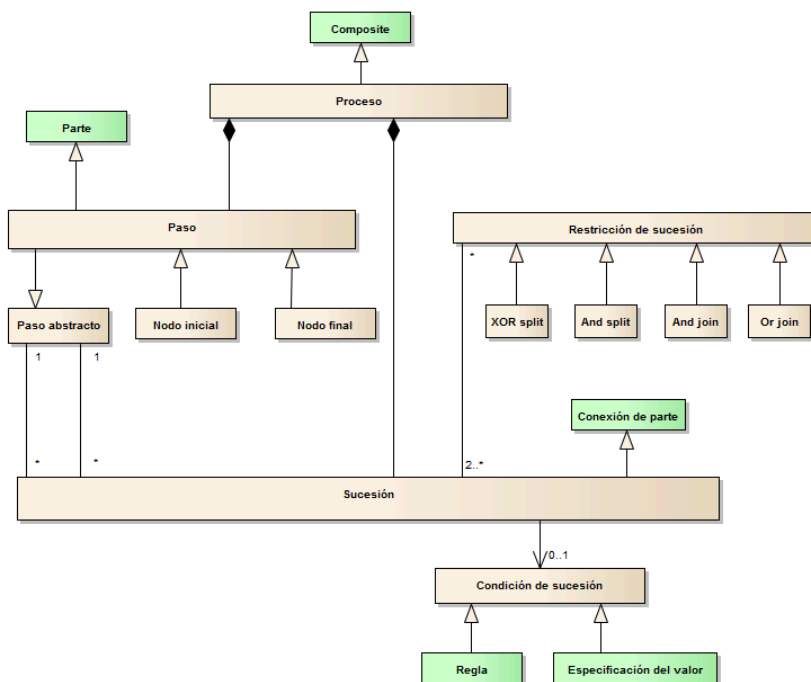 Composite
Proceso
Parte
Paso
Restricción de sucesión
*
Paso abstracto
Nodo inicial
Nodo final
XOR split
And split
And join
Or join
1
1
Conexión de parte
*
*
2..*
Sucesión
0..1
Condición de sucesión
Regla
Especificación del valor